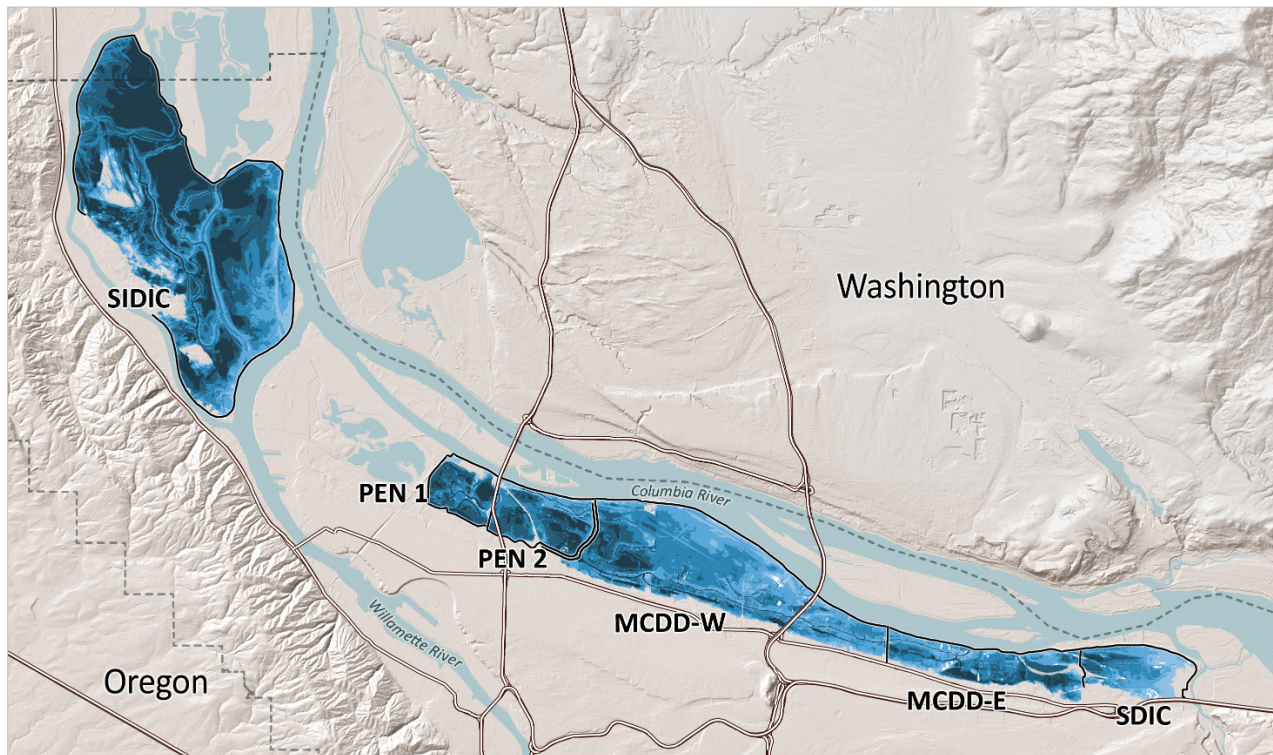 Washington
SIDIC
PEN 1
Columbia River
PEN 2
MCDD-W
Willamette River
Oregon
MCDD-E
SDIC